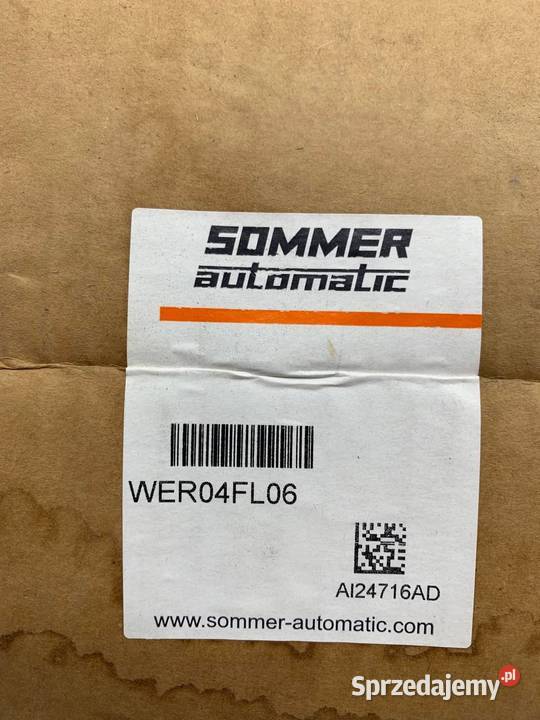 SOMMER
automatic
WER04FL06
AI24716AD
www.sommer-automatic.com
Sprzedajemy.pl